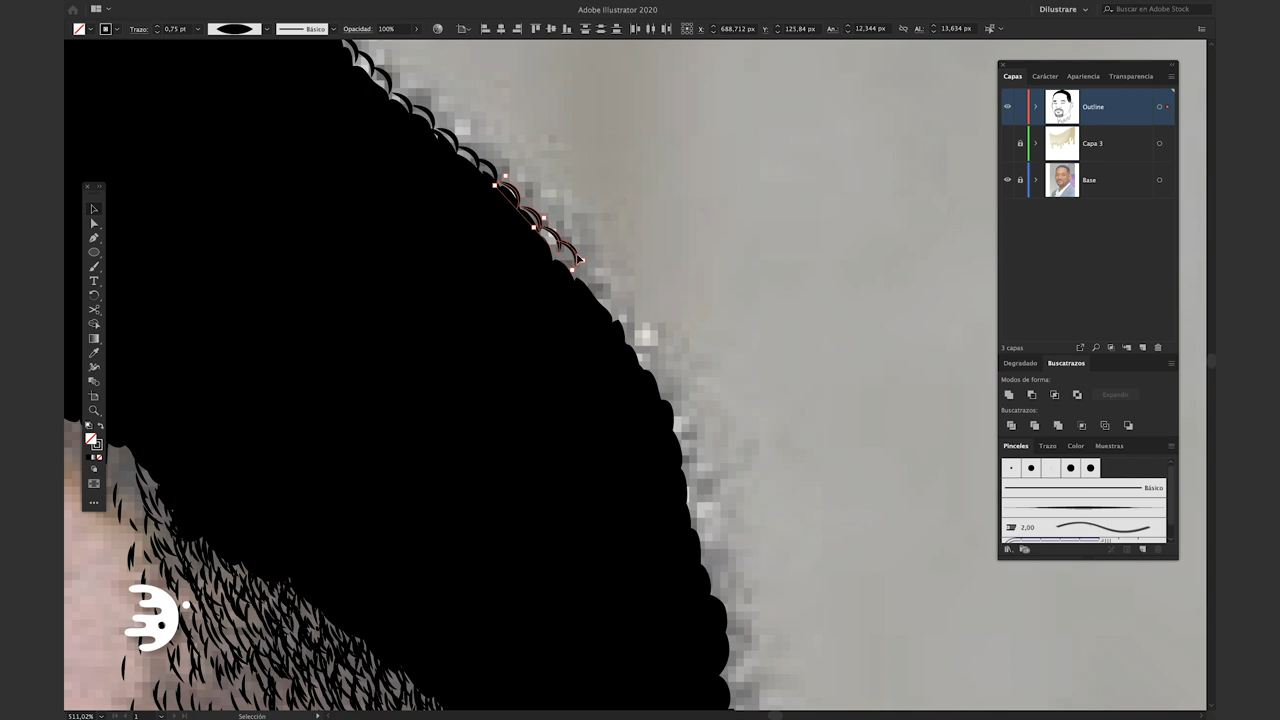 Adobe Illustrator 2020
Dilustrare
Buscar en Adobe Stock
Trazo: 0,75 pt
Básico
Opacidad: 100%
X: 688,712 px
Y: 125,84 px
An.: 12,344 px
Al.: 13,634 px
Capas Carácter Apariencia Transparencia
Outline
Capa 3
Base
3 capas
Degradado Buscatrazos
Modos de forma:
Expandir
Buscatrazos:
Pinceles Trazo Color Muestras
Básico
2,00
T
511,02% 1 Selección